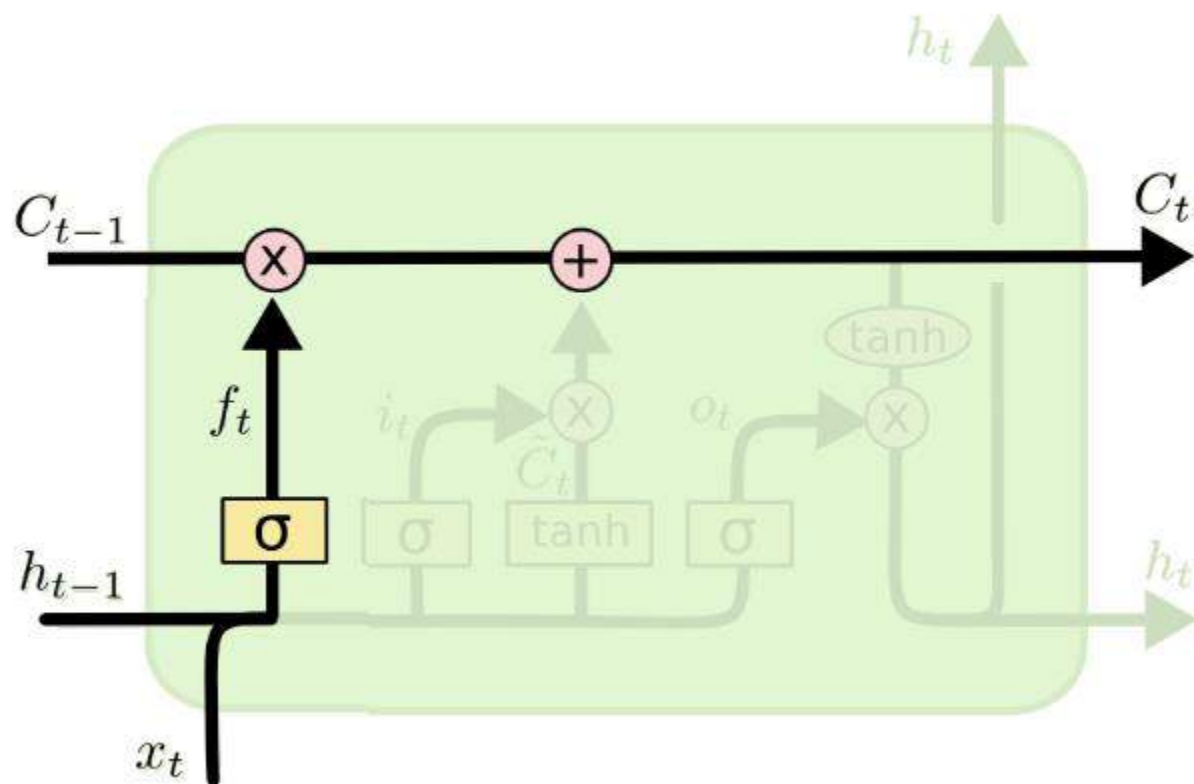 h_t
C_{t-1}
C_t
x
+
tanh
f_t
i_t
x
o_t
x
C̃_t
σ
σ
tanh
σ
h_{t-1}
h_t
x_t